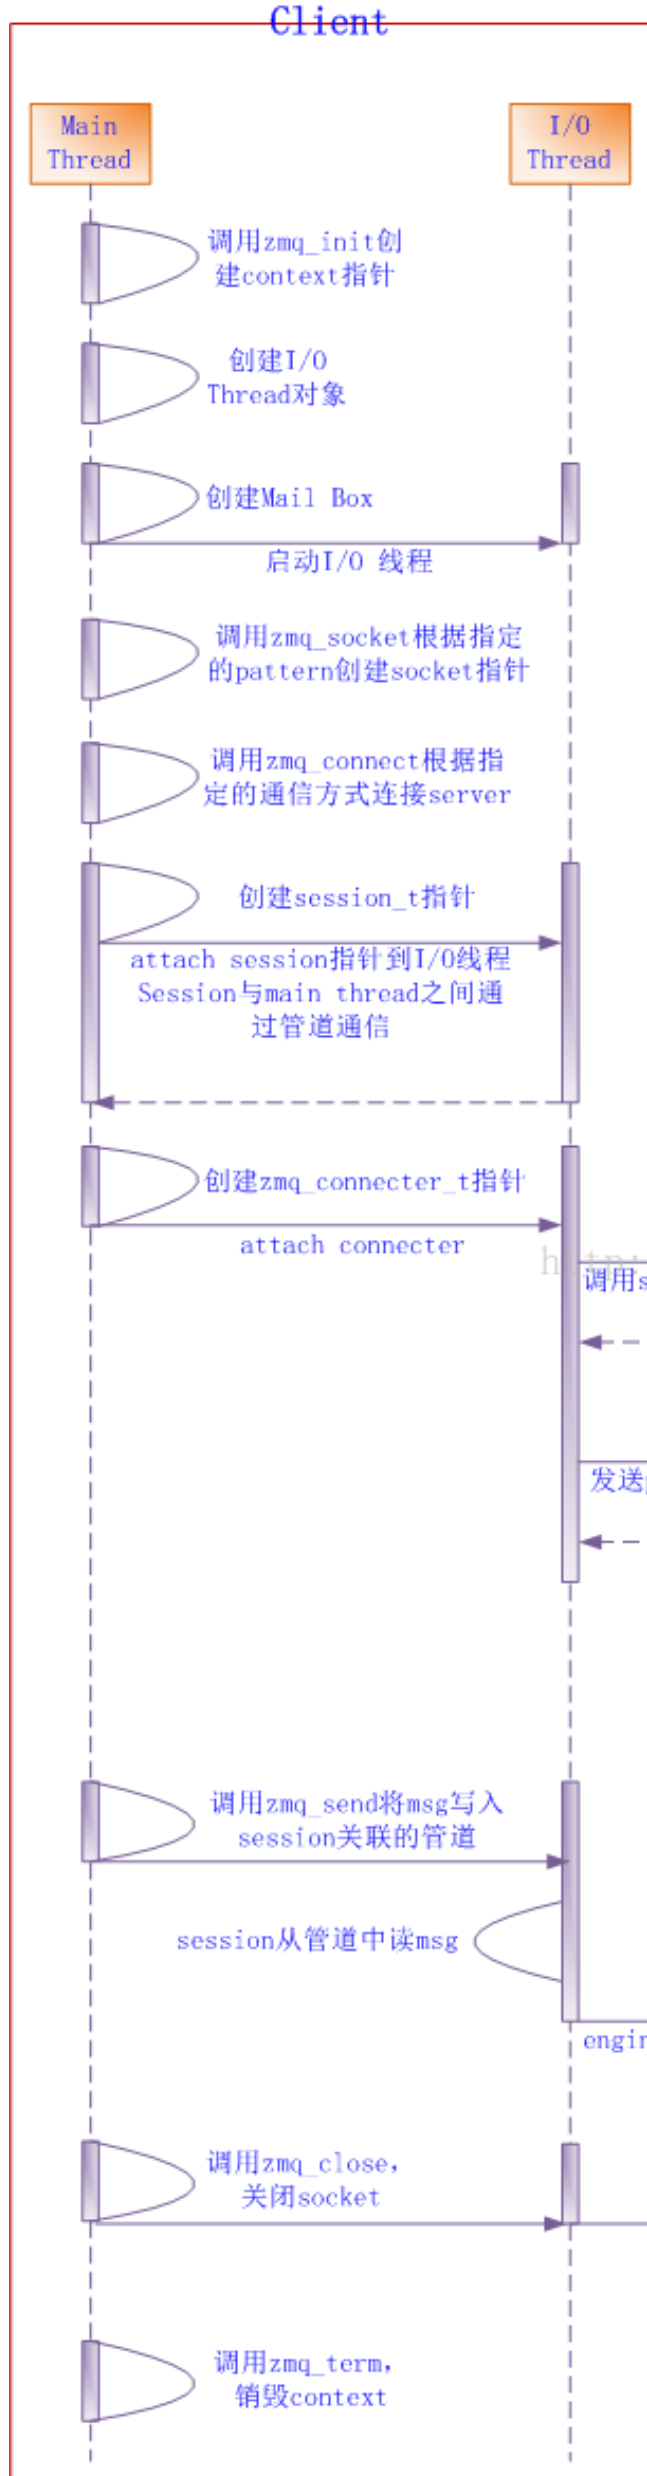 Client
Main
Thread
I/O
Thread
调用zmq_init创
建context指针
创建I/O
Thread对象
创建Mail Box
启动I/O 线程
调用zmq_socket根据指定
的pattern创建socket指针
调用zmq_connect根据指
定的通信方式连接server
创建session_t指针
attach session指针到I/O线程
Session与main thread之间通
过管道通信
创建zmq_connecter_t指针
attach connecter
http:
调用s
发送
调用zmq_send将msg写入
session关联的管道
session从管道中读msg
engin
调用zmq_close,
关闭socket
调用zmq_term,
销毁context